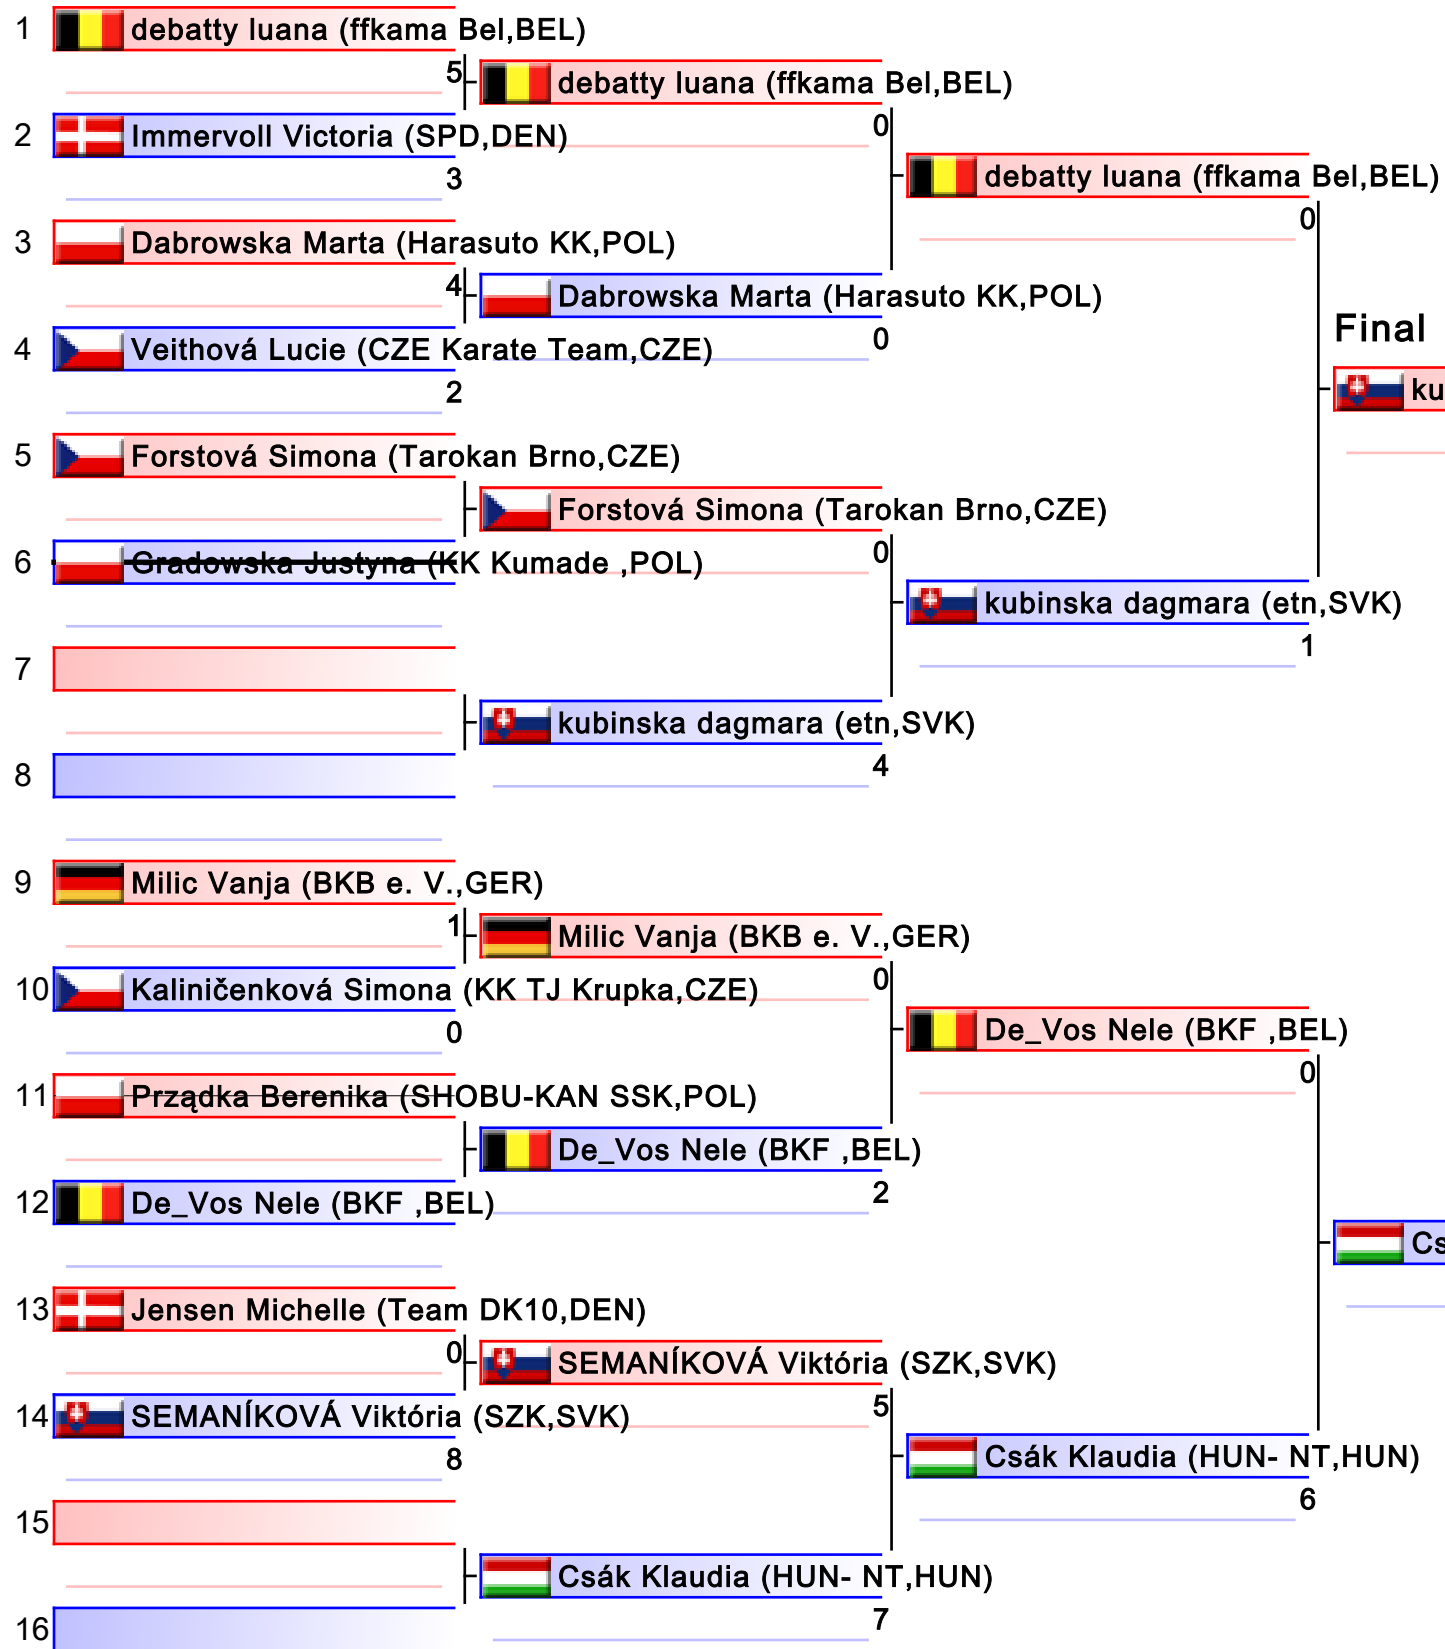 1 debatty luana (ffkama Bel,BEL)
5 debatty luana (ffkama Bel,BEL)
2 Immervoll Victoria (SPD,DEN)
0
3
debatty luana (ffkama Bel,BEL)
0
3 Dabrowska Marta (Harasuto KK,POL)
4 Dabrowska Marta (Harasuto KK,POL)
0
4 Veithová Lucie (CZE Karate Team,CZE)
2
Final
ku
5 Forstová Simona (Tarokan Brno,CZE)
Forstová Simona (Tarokan Brno,CZE)
0
6 Gradowska Justyna (KK Kumade ,POL)
kubinska dagmara (etn,SVK)
1
7
kubinska dagmara (etn,SVK)
4
8
9 Milic Vanja (BKB e. V.,GER)
1 Milic Vanja (BKB e. V.,GER)
0
10 Kaliničenková Simona (KK TJ Krupka,CZE)
0
De_Vos Nele (BKF ,BEL)
0
11 Prządka Berenika (SHOBU-KAN SSK,POL)
De_Vos Nele (BKF ,BEL)
2
12 De_Vos Nele (BKF ,BEL)
Cs
13 Jensen Michelle (Team DK10,DEN)
0 SEMANÍKOVÁ Viktória (SZK,SVK)
5
14 SEMANÍKOVÁ Viktória (SZK,SVK)
8
Csák Klaudia (HUN- NT,HUN)
6
15
Csák Klaudia (HUN- NT,HUN)
7
16